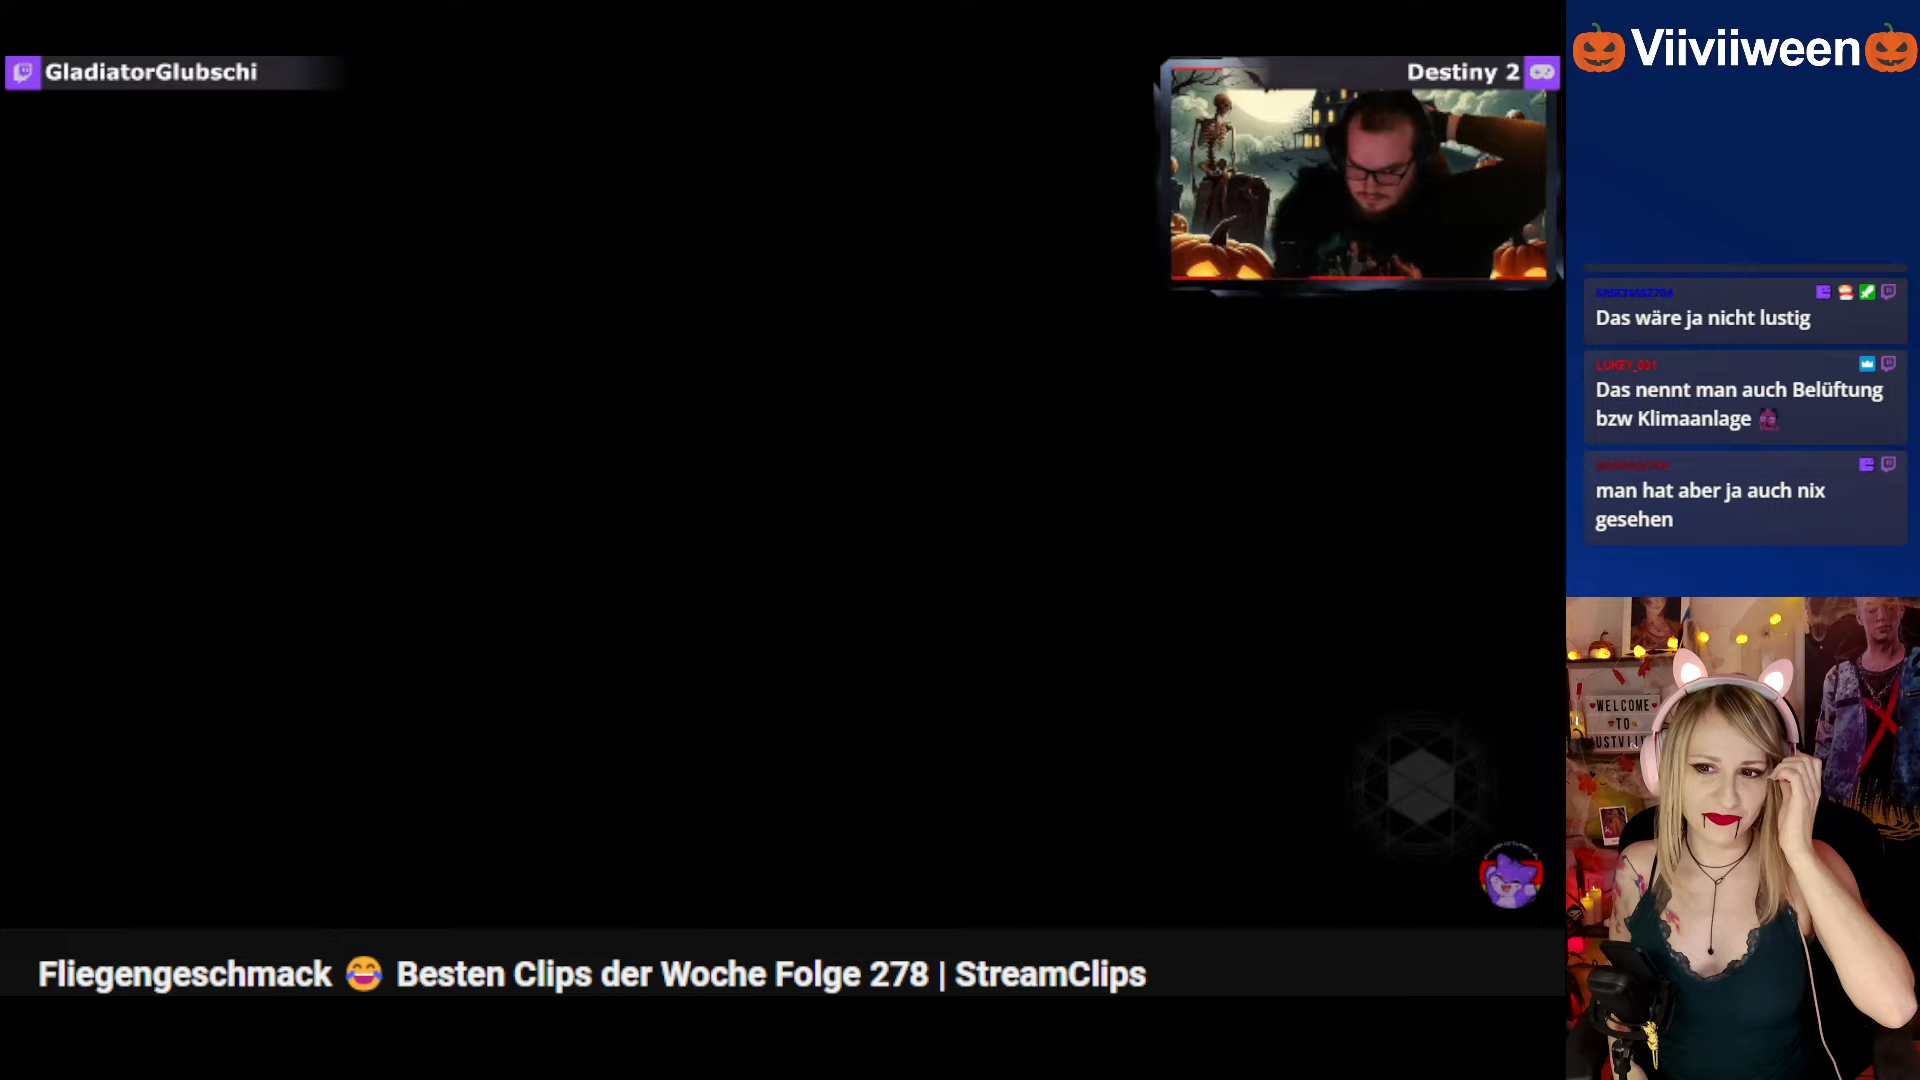 GladiatorGlubschi
Destiny 2
Viiviiween
Das wäre ja nicht lustig
LUKEY_001
Das nennt man auch Belüftung
bzw Klimaanlage
man hat aber ja auch nix
gesehen
WELCOME
TO
Fliegengeschmack 😂 Besten Clips der Woche Folge 278 | StreamClips